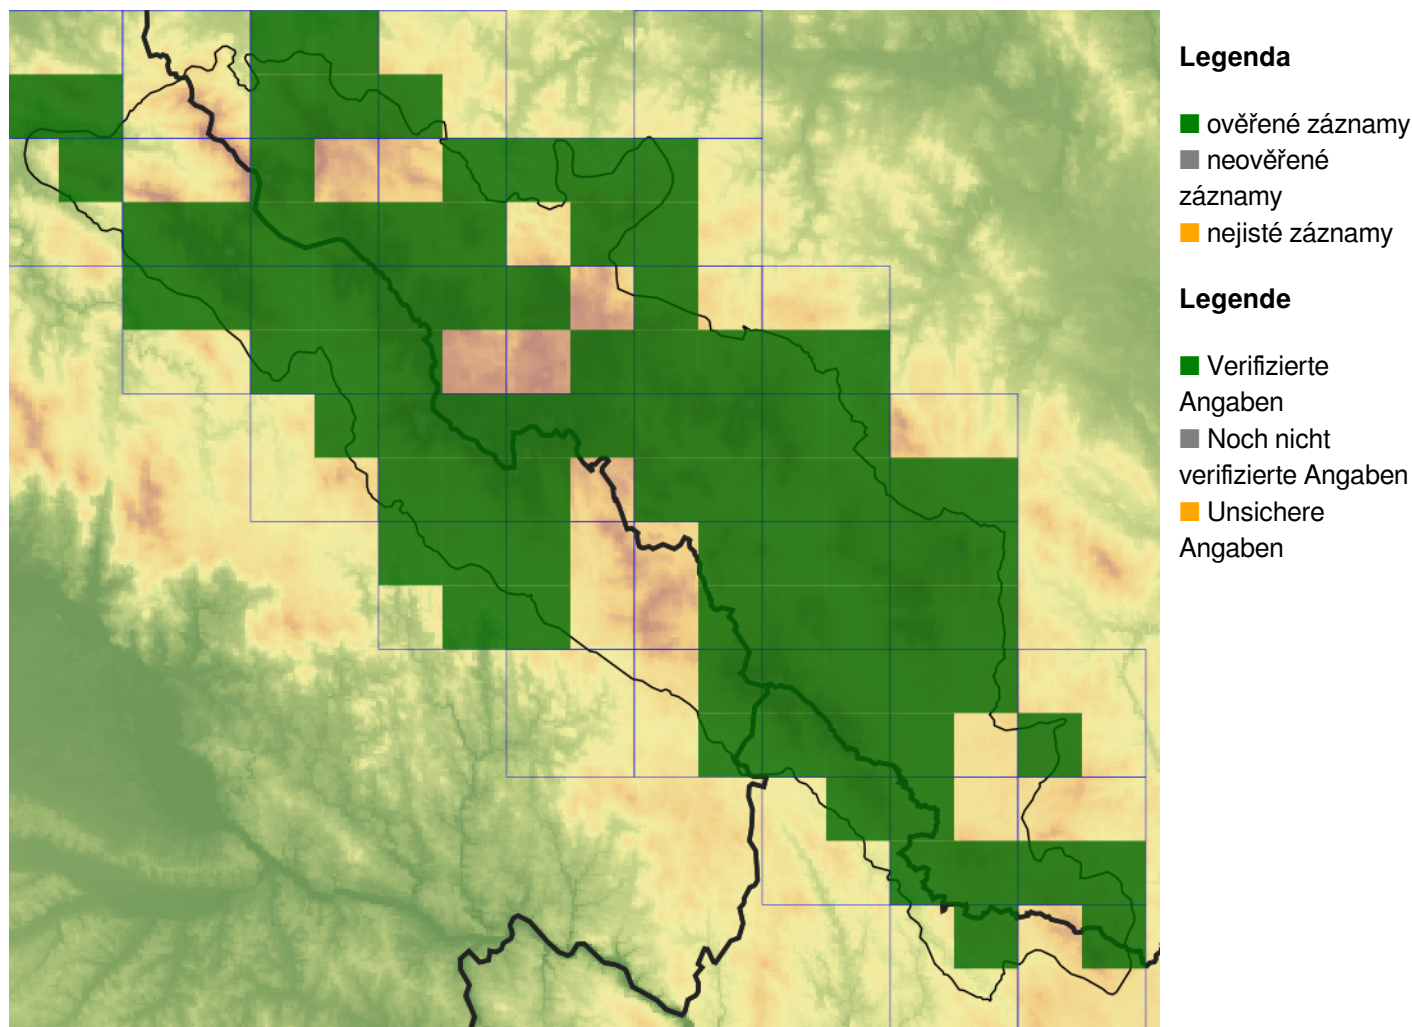 Legenda
ověřené záznamy
neověřené
záznamy
nejisté záznamy
Legende
Verifizierte
Angaben
Noch nicht
verifizierte Angaben
Unsichere
Angaben